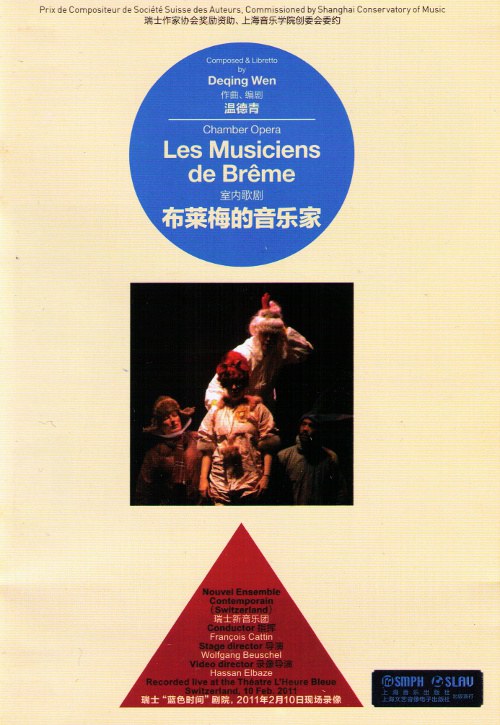 Prix de Compositeur de Société Suisse des Auteurs, Commissioned by Shanghai Conservatory of Music
瑞士作家协会奖励资助、上海音乐学院创委会委约
Composed & Libretto
by
Deqing Wen
作曲、编剧
温德青
Chamber Opera
Les Musiciens
de Brême
室内歌剧
布莱梅的音乐家
Nouvel Ensemble
Contemporain
(Switzerland)
瑞士新音乐团
Conductor 指挥
François Cattin
Stage director 导演
Wolfgang Beuschel
Video director 录像导演
Hassan Elbaze
Recorded live at the Théatre L'Heure Bleue
Switzerland, 10 Feb. 2011
瑞士“蓝色时间”剧院，2011年2月10日现场录像
SMPH SLAV
上海音乐出版社
上海文艺音像电子出版社